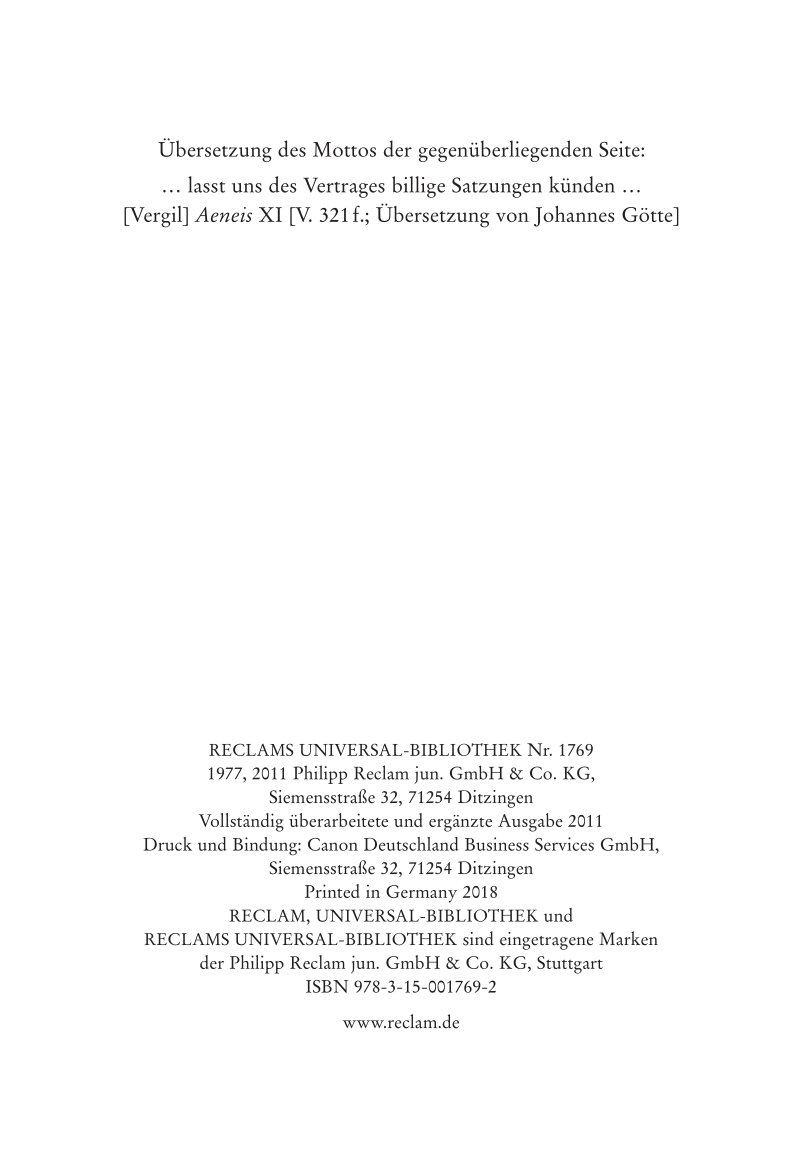 Übersetzung des Mottos der gegenüberliegenden Seite:
… lasst uns des Vertrages billige Satzungen künden …
[Vergil] Aeneis XI [V. 321 f.; Übersetzung von Johannes Götte]
RECLAMS UNIVERSAL-BIBLIOTHEK Nr. 1769
1977, 2011 Philipp Reclam jun. GmbH & Co. KG,
Siemensstraße 32, 71254 Ditzingen
Vollständig überarbeitete und ergänzte Ausgabe 2011
Druck und Bindung: Canon Deutschland Business Services GmbH,
Siemensstraße 32, 71254 Ditzingen
Printed in Germany 2018
RECLAM, UNIVERSAL-BIBLIOTHEK und
RECLAMS UNIVERSAL-BIBLIOTHEK sind eingetragene Marken
der Philipp Reclam jun. GmbH & Co. KG, Stuttgart
ISBN 978-3-15-001769-2
www.reclam.de